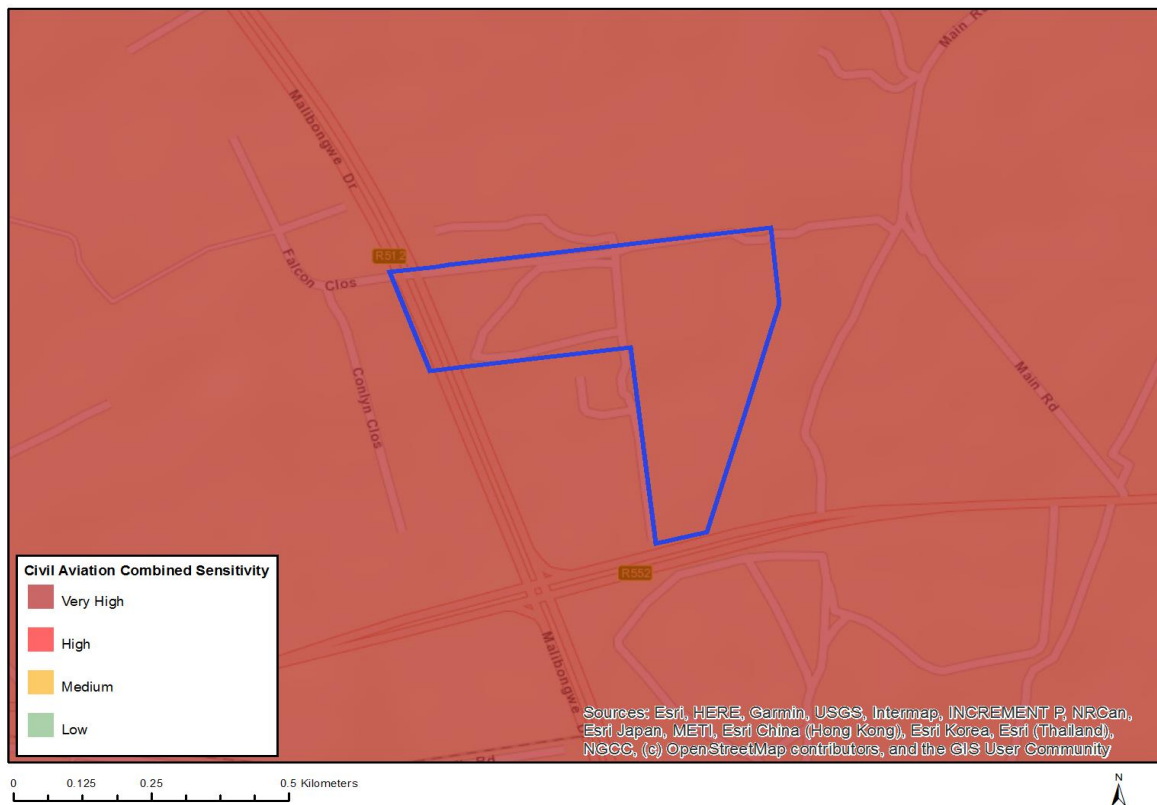 Main Rd
Malibongwe Dr
R512
Falcon Clos
Conlyn Clos
Main Rd
R552
Malibongwe D
Rd
Civil Aviation Combined Sensitivity
Very High
High
Medium
Low
Sources: Esri, HERE, Garmin, USGS, Intermap, INCREMENT P, NRCan,
Esri Japan, METI, Esri China (Hong Kong), Esri Korea, Esri (Thailand),
NGCC, (c) OpenStreetMap contributors, and the GIS User Community
0 0.125 0.25 0.5 Kilometers
N